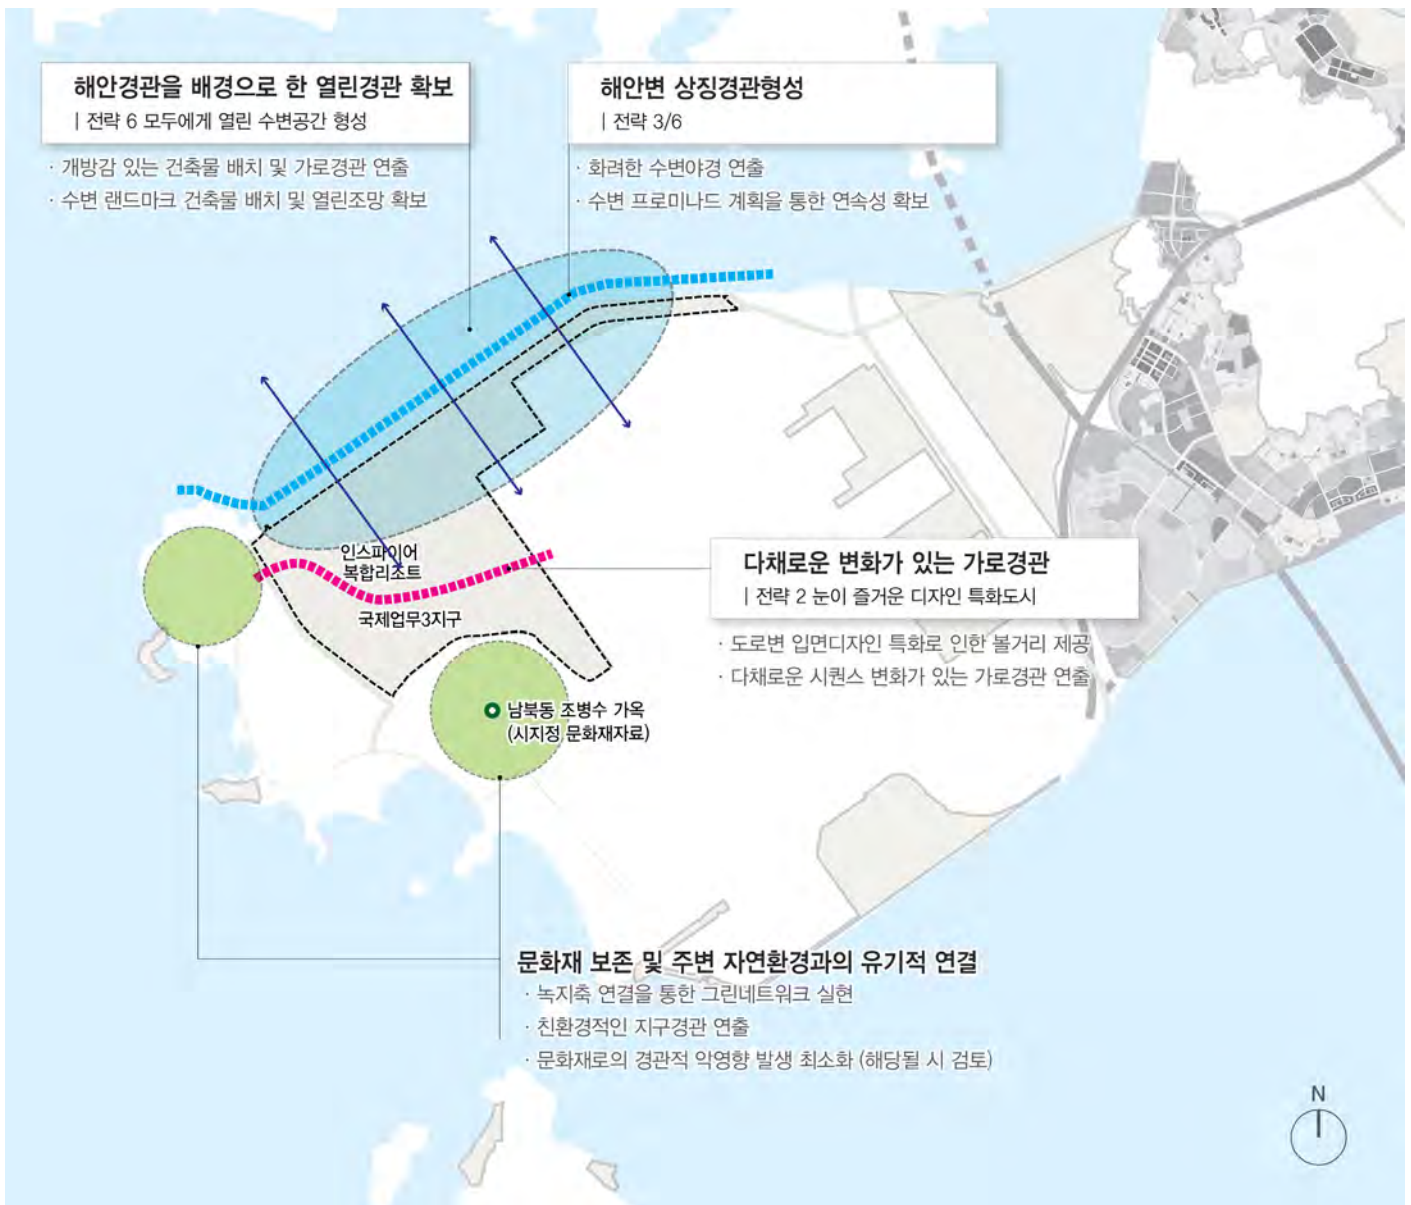 해안경관을 배경으로 한 열린경관 확보
| 전략 6 모두에게 열린 수변공간 형성
· 개방감 있는 건축물 배치 및 가로경관 연출
· 수변 랜드마크 건축물 배치 및 열린조망 확보
해안변 상징경관형성
| 전략 3/6
· 화려한 수변야경 연출
· 수변 프로미나드 계획을 통한 연속성 확보
인스파이어
복합리조트
국제업무3지구
다채로운 변화가 있는 가로경관
| 전략 2 눈이 즐거운 디자인 특화도시
· 도로변 입면디자인 특화로 인한 볼거리 제공
· 다채로운 시퀀스 변화가 있는 가로경관 연출
남북동 조병수 가옥
(시지정 문화재자료)
문화재 보존 및 주변 자연환경과의 유기적 연결
· 녹지축 연결을 통한 그린네트워크 실현
· 친환경적인 지구경관 연출
· 문화재로의 경관적 악영향 발생 최소화 (해당될 시 검토)
N